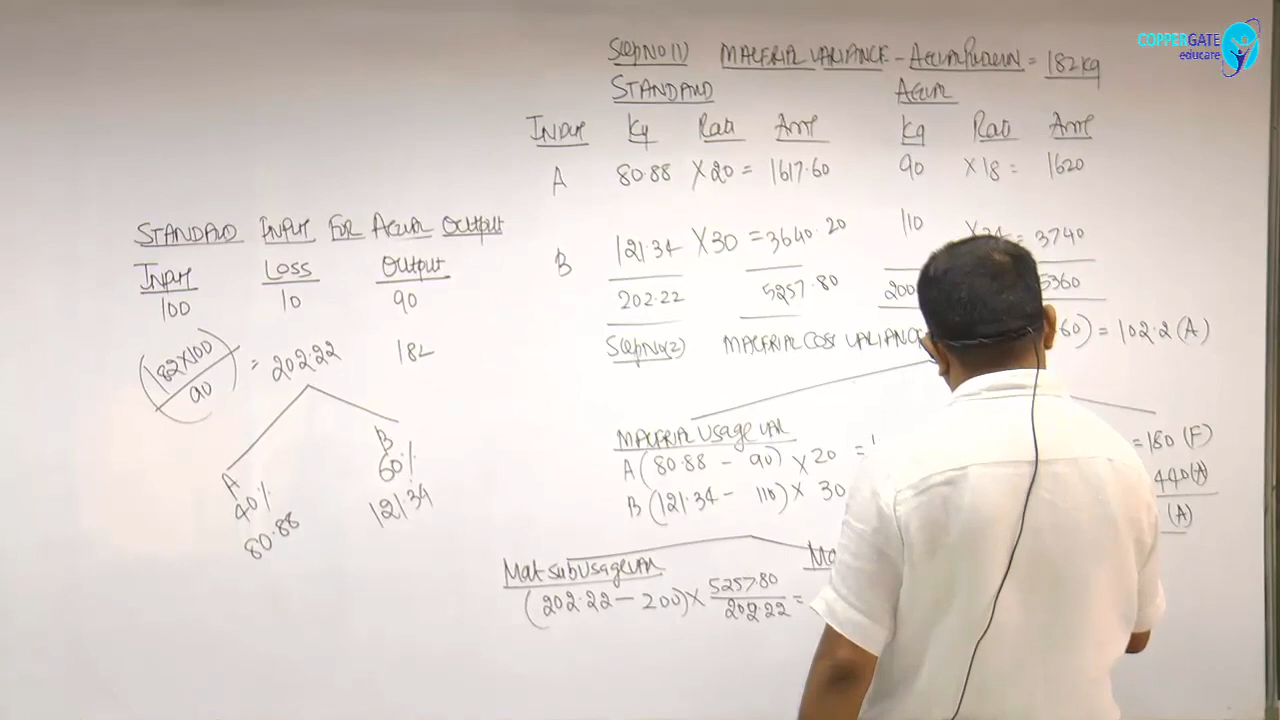 COPPERGATE
educare
Step No (1) MATERIAL VARIANCE - ACTUAL PRODUCTION = 182 kg
STANDARD ACTUAL
INPUT Kg Rate Amt Kg Rate Amt
A 80.88 X 20 = 1617.60 90 X 18 = 1620
B 121.34 X 30 = 3640.20 110 = 3740
202.22 5257.80 200 5360
STANDARD INPUT FOR ACTUAL OUTPUT
INPUT LOSS OUTPUT
100 10 90
(182 X 100 / 90) = 202.22 182
A B
40% 60%
80.88 121.34
Step No (2) MATERIAL COST VARIANCE 60) = 102.2 (A)
MATERIAL USAGE VAR
A (80.88 - 90) X 20 = = 180 (F)
B (121.34 - 110) X 30 440 (A)
(A)
Mat sub usage VAR
(202.22 - 200) X 5257.80 / 202.22 =